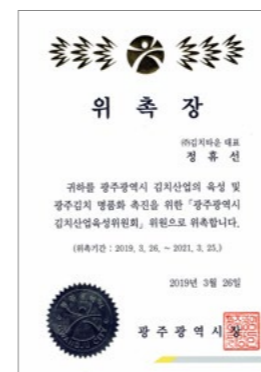 위 촉 장
㈜김치타운 대표
정 휴 선
귀하를 광주광역시 김치산업의 육성 및
광주김치 명품화 촉진을 위한 「광주광역시
김치산업육성위원회」 위원으로 위촉합니다.
(위촉기간 : 2019. 3. 26. ~ 2021. 3. 25.)
2019년 3월 26일
광 주 광 역 시 장